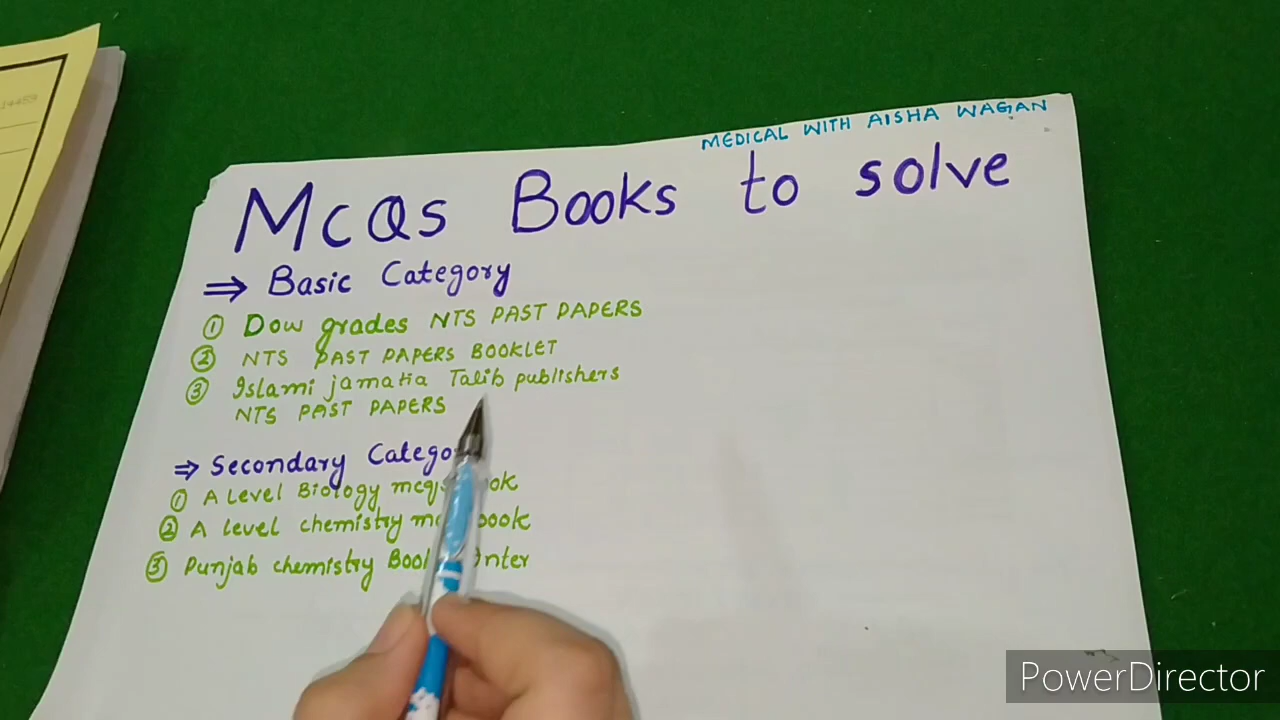 MEDICAL WITH AISHA WAGAN
McQs Books to solve
⇒ Basic Category
① Dow grades NTS PAST PAPERS
② NTS PAST PAPERS BOOKLET
③ Islami jamatia Talib publishers
NTS PAST PAPERS
⇒ Secondary
① A Level Biology
② A level chemistry
③ Punjab chemistry
PowerDirector